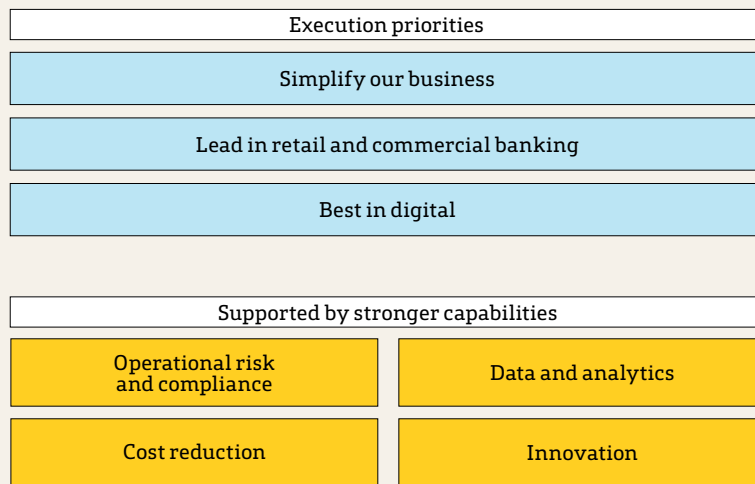 Execution priorities
Simplify our business
Lead in retail and commercial banking
Best in digital
Supported by stronger capabilities
Operational risk
and compliance
Data and analytics
Cost reduction
Innovation